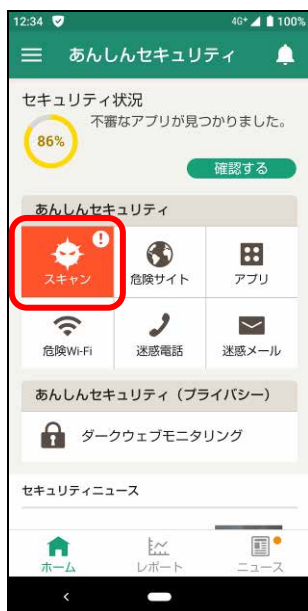 12:34 4G+ 100%
あんしんセキュリティ
セキュリティ状況
不審なアプリが見つかりました。
86%
確認する
あんしんセキュリティ
スキャン 危険サイト アプリ
危険Wi-Fi 迷惑電話 迷惑メール
あんしんセキュリティ（プライバシー）
ダークウェブモニタリング
セキュリティニュース
ホーム レポート ニュース